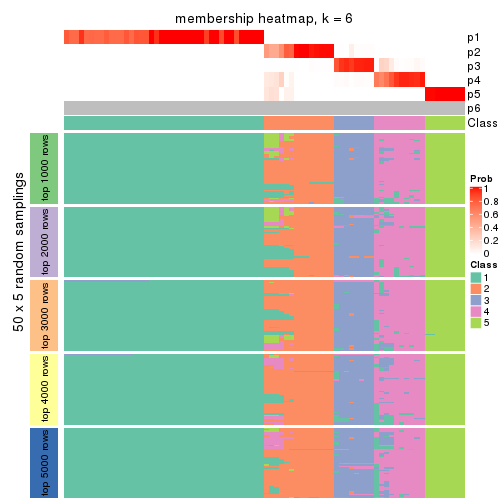 membership heatmap, k = 6
p1
p2
p3
p4
p5
p6
Class
50 x 5 random samplings
top 1000 rows
top 2000 rows
top 3000 rows
top 4000 rows
top 5000 rows
Prob
1
0.8
0.6
0.4
0.2
0
Class
1
2
3
4
5